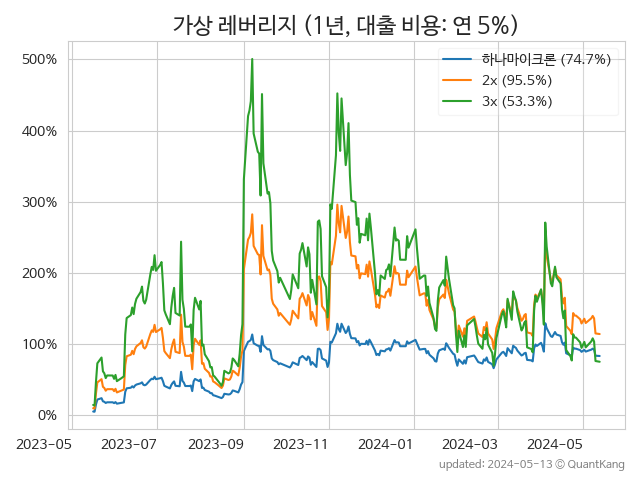 가상 레버리지 (1년, 대출 비용: 연 5%)
하나마이크론 (74.7%)
2x (95.5%)
3x (53.3%)
500%
400%
300%
200%
100%
0%
2023-05
2023-07
2023-09
2023-11
2024-01
2024-03
2024-05
updated: 2024-05-13 © QuantKang